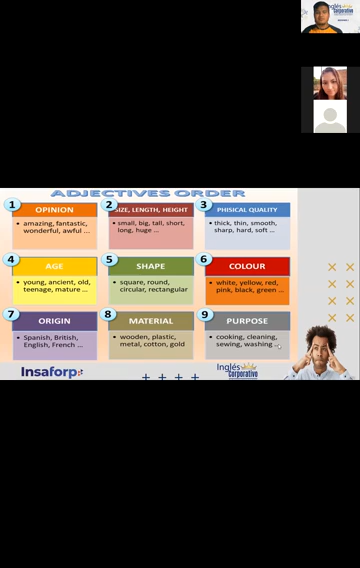 Inglés
Corporativo
ADJECTIVES ORDER
1
OPINION
• amazing, fantastic,
wonderful, awful ...
2
SIZE, LENGTH, HEIGHT
• small, big, tall, short,
long, huge ...
3
PHISICAL QUALITY
• thick, thin, smooth,
sharp, hard, soft ...
4
AGE
• young, ancient, old,
teenage, mature ...
5
SHAPE
• square, round,
circular, rectangular
6
COLOUR
• white, yellow, red,
pink, black, green ...
7
ORIGIN
• Spanish, British,
English, French ...
8
MATERIAL
• wooden, plastic,
metal, cotton, gold
9
PURPOSE
• cooking, cleaning,
sewing, washing ...
Insaforp
Inglés
Corporativo